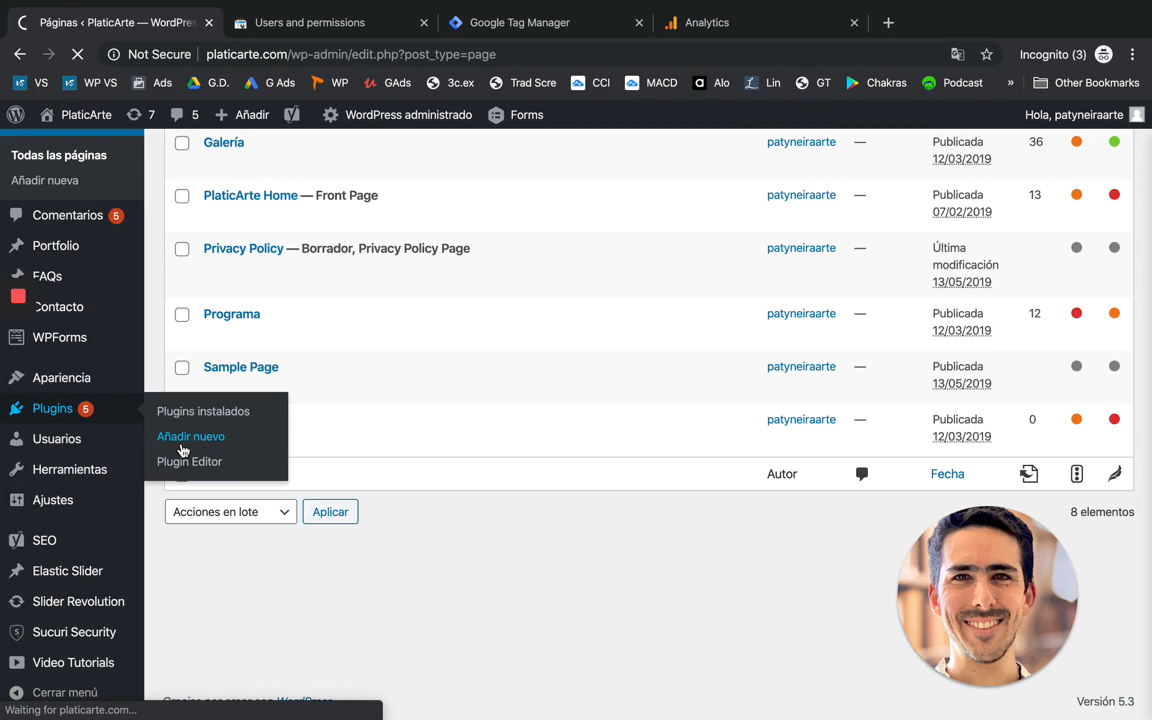 Páginas ‹ PlaticArte — WordPre
Users and permissions
Google Tag Manager
Analytics
Not Secure
platicarte.com/wp-admin/edit.php?post_type=page
Incognito (3)
VS
WP VS
Ads
G.D.
G Ads
WP
GAds
3c.ex
Trad Scre
CCI
MACD
Alo
Lin
GT
Chakras
Podcast
»
Other Bookmarks
PlaticArte
7
5
Añadir
WordPress administrado
Forms
Hola, patyneiraarte
Todas las páginas
Añadir nueva
Comentarios 5
Portfolio
FAQs
Contacto
WPForms
Apariencia
Plugins 5
Usuarios
Herramientas
Ajustes
SEO
Elastic Slider
Slider Revolution
Sucuri Security
Video Tutorials
Cerrar menú
Plugins instalados
Añadir nuevo
Plugin Editor
Galería
patyneiraarte
—
Publicada
12/03/2019
36
PlaticArte Home — Front Page
patyneiraarte
—
Publicada
07/02/2019
13
Privacy Policy — Borrador, Privacy Policy Page
patyneiraarte
—
Última
modificación
13/05/2019
Programa
patyneiraarte
—
Publicada
12/03/2019
12
Sample Page
patyneiraarte
—
Publicada
13/05/2019
patyneiraarte
—
Publicada
12/03/2019
0
Autor
Fecha
Acciones en lote
Aplicar
8 elementos
Versión 5.3
Waiting for platicarte.com...